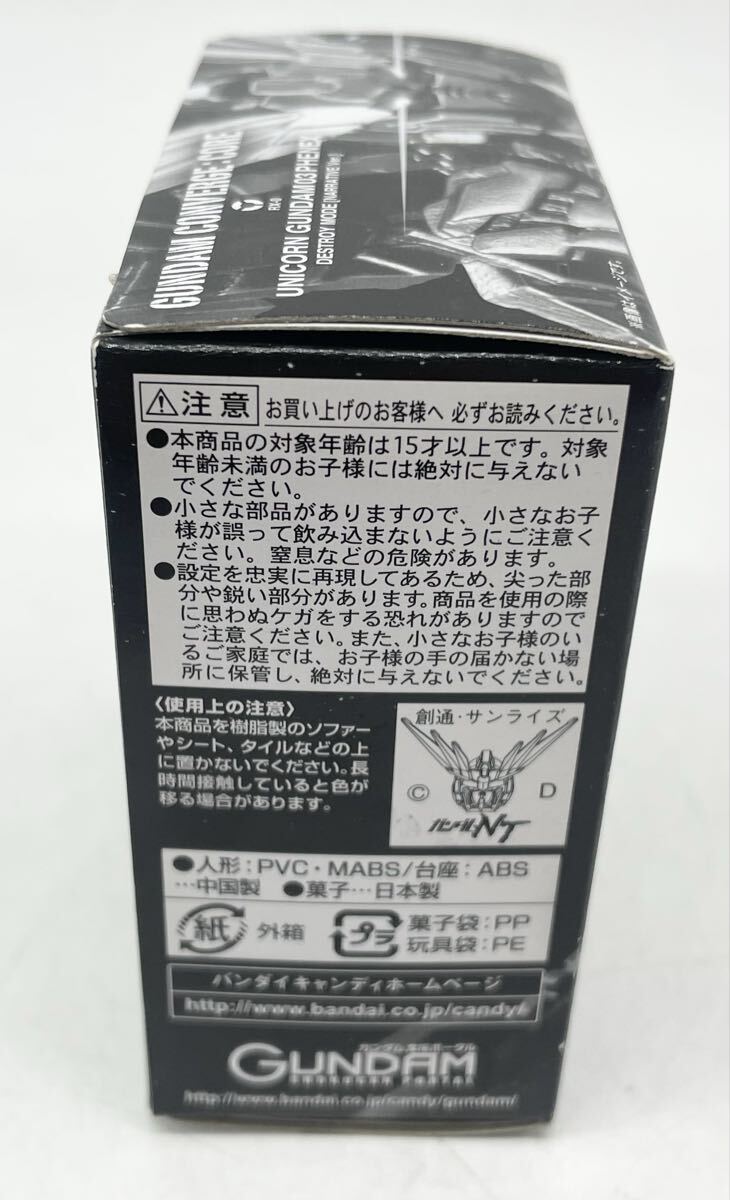 GUNDAM CONVERGE : CORE
RX-0
UNICORN GUNDAM 03 PHENEX
DESTROY MODE [NARRATIVE Ver.]
※画像はイメージです。
注意 お買い上げのお客様へ 必ずお読みください。
●本商品の対象年齢は15才以上です。対象
年齢未満のお子様には絶対に与えない
でください。
●小さな部品がありますので、小さなお子
様が誤って飲み込まないようにご注意く
ださい。窒息などの危険があります。
●設定を忠実に再現してあるため、尖った部
分や鋭い部分があります。商品を使用の際
に思わぬケガをする恐れがありますので
ご注意ください。また、小さなお子様のい
るご家庭では、お子様の手の届かない場
所に保管し、絶対に与えないでください。
〈使用上の注意〉
本商品を樹脂製のソファー
やシート、タイルなどの上
に置かないでください。長
時間接触していると色が
移る場合があります。
創通・サンライズ
© D
ガンダムNT
●人形：PVC・MABS/台座：ABS
…中国製 ●菓子…日本製
紙 外箱
プラ 菓子袋：PP
玩具袋：PE
バンダイキャンディホームページ
http://www.bandai.co.jp/candy/
GUNDAM
http://www.bandai.co.jp/candy/gundam/